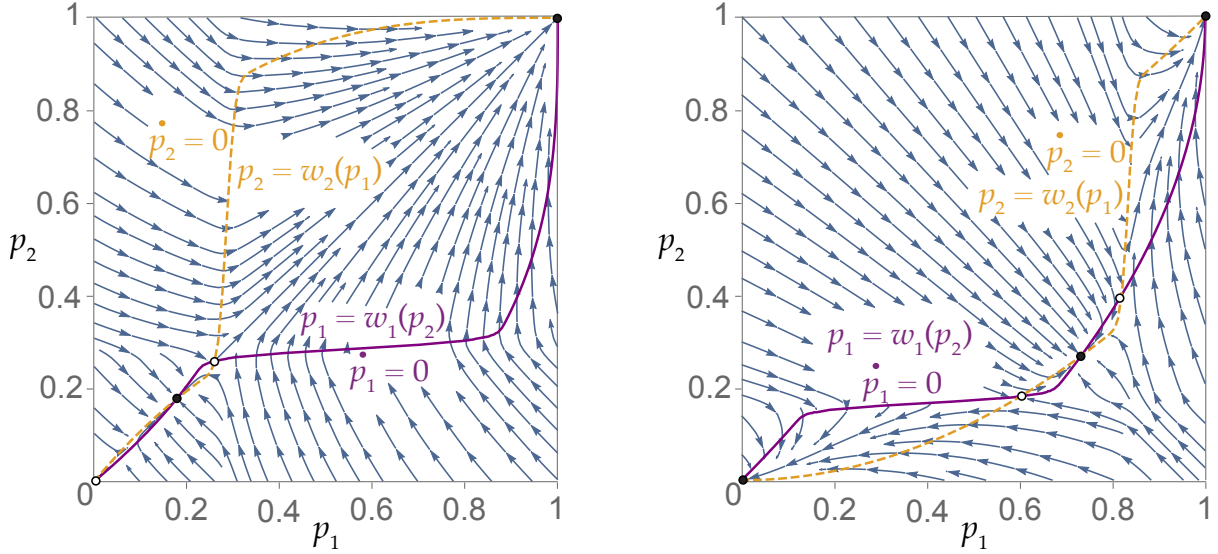 1
0.8
0.6
p₂
0.4
0.2
0
0
0.2
0.4
0.6
0.8
1
p₁
ṗ₂ = 0
p₂ = w₂(p₁)
p₁ = w₁(p₂)
ṗ₁ = 0
1
0.8
0.6
p₂
0.4
0.2
0
0
0.2
0.4
0.6
0.8
1
p₁
ṗ₂ = 0
p₂ = w₂(p₁)
p₁ = w₁(p₂)
ṗ₁ = 0